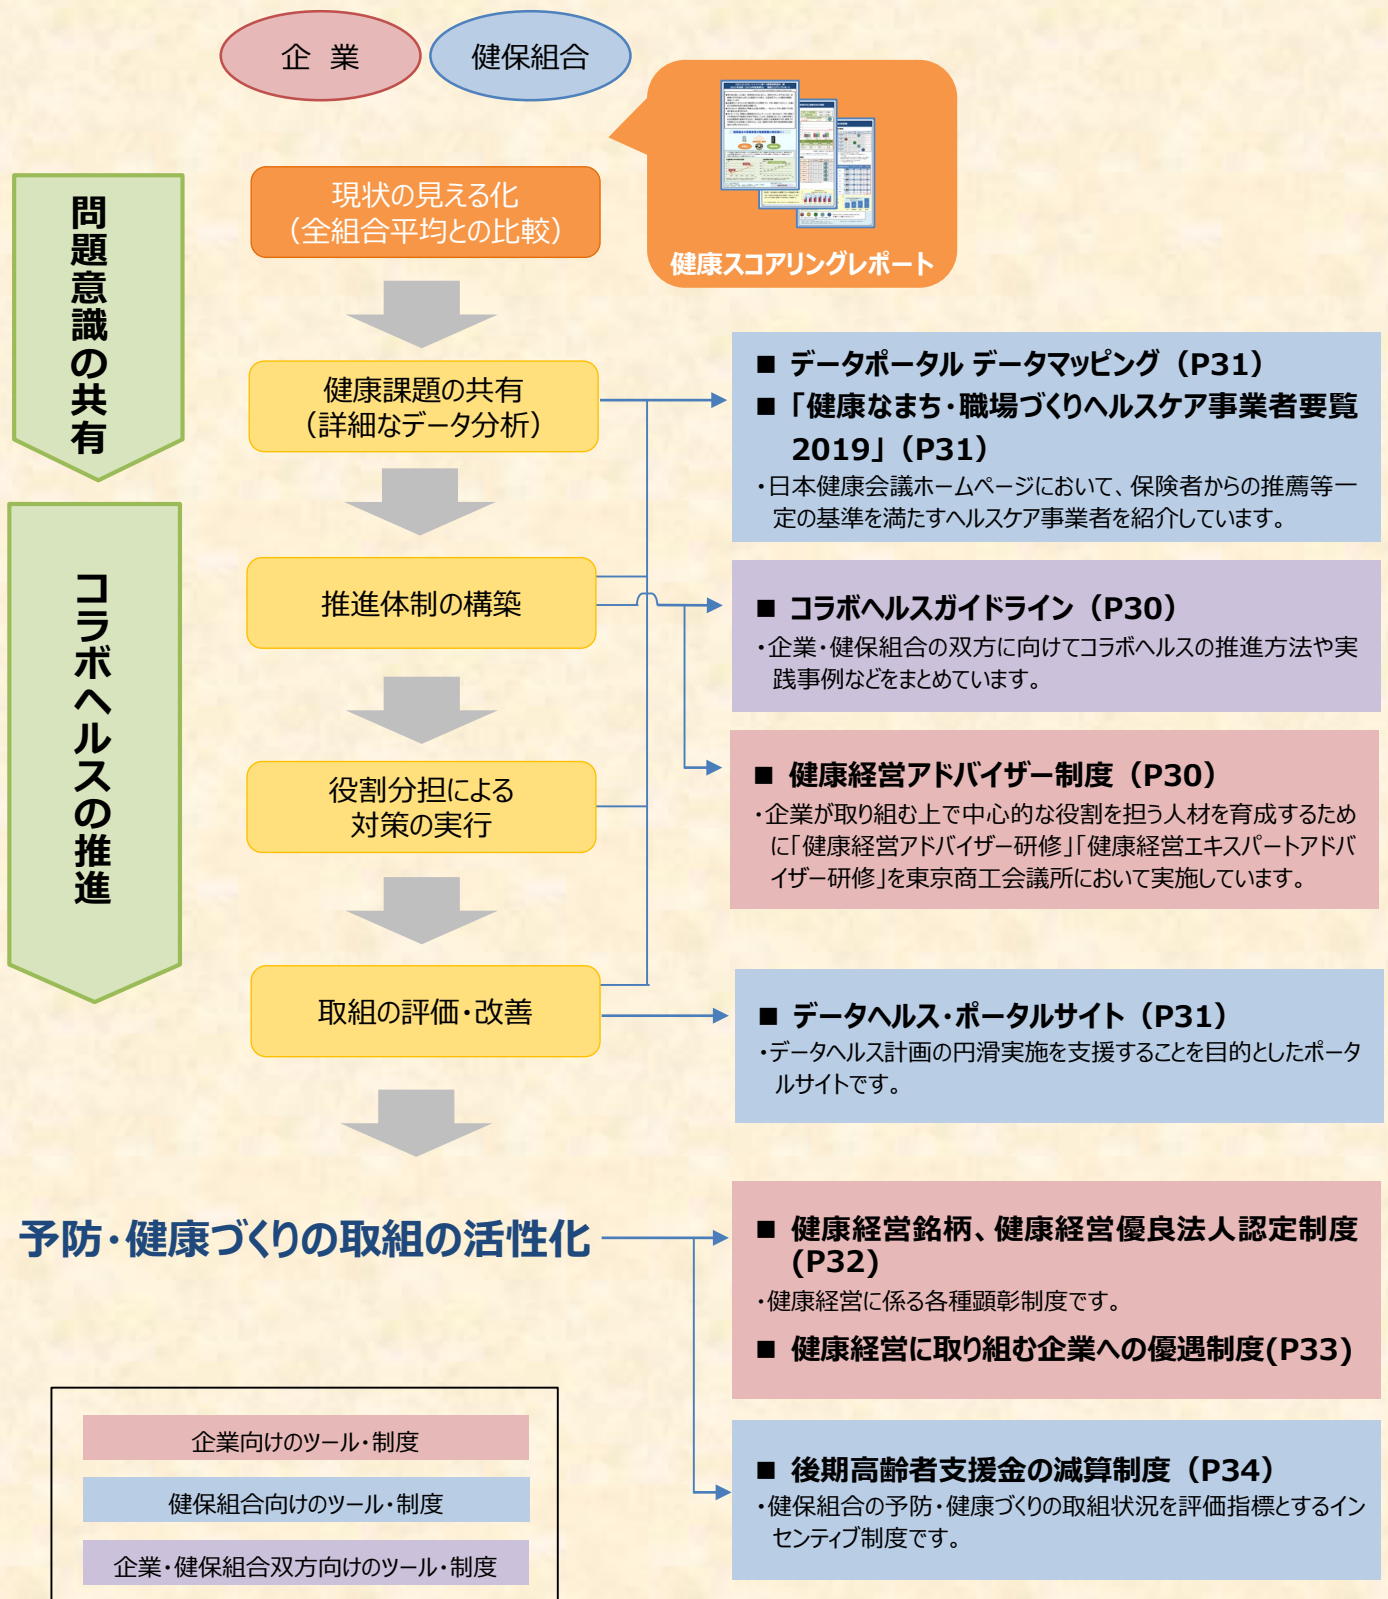 企 業
健保組合
現状の見える化
（全組合平均との比較）
健康スコアリングレポート
問題意識の共有
健康課題の共有
（詳細なデータ分析）
■ データポータル データマッピング（P31）
■ 「健康なまち・職場づくりヘルスケア事業者要覧
2019」（P31）
・日本健康会議ホームページにおいて、保険者からの推薦等一
定の基準を満たすヘルスケア事業者を紹介しています。
コラボヘルスの推進
推進体制の構築
■ コラボヘルスガイドライン（P30）
・企業・健保組合の双方に向けてコラボヘルスの推進方法や実
践事例などをまとめています。
役割分担による
対策の実行
■ 健康経営アドバイザー制度（P30）
・企業が取り組む上で中心的な役割を担う人材を育成するため
に「健康経営アドバイザー研修」「健康経営エキスパートアドバ
イザー研修」を東京商工会議所において実施しています。
取組の評価・改善
■ データヘルス・ポータルサイト（P31）
・データヘルス計画の円滑実施を支援することを目的としたポータ
ルサイトです。
予防・健康づくりの取組の活性化
■ 健康経営銘柄、健康経営優良法人認定制度
(P32)
・健康経営に係る各種顕彰制度です。
■ 健康経営に取り組む企業への優遇制度(P33)
■ 後期高齢者支援金の減算制度（P34）
・健保組合の予防・健康づくりの取組状況を評価指標とするイン
センティブ制度です。
企業向けのツール・制度
健保組合向けのツール・制度
企業・健保組合双方向けのツール・制度